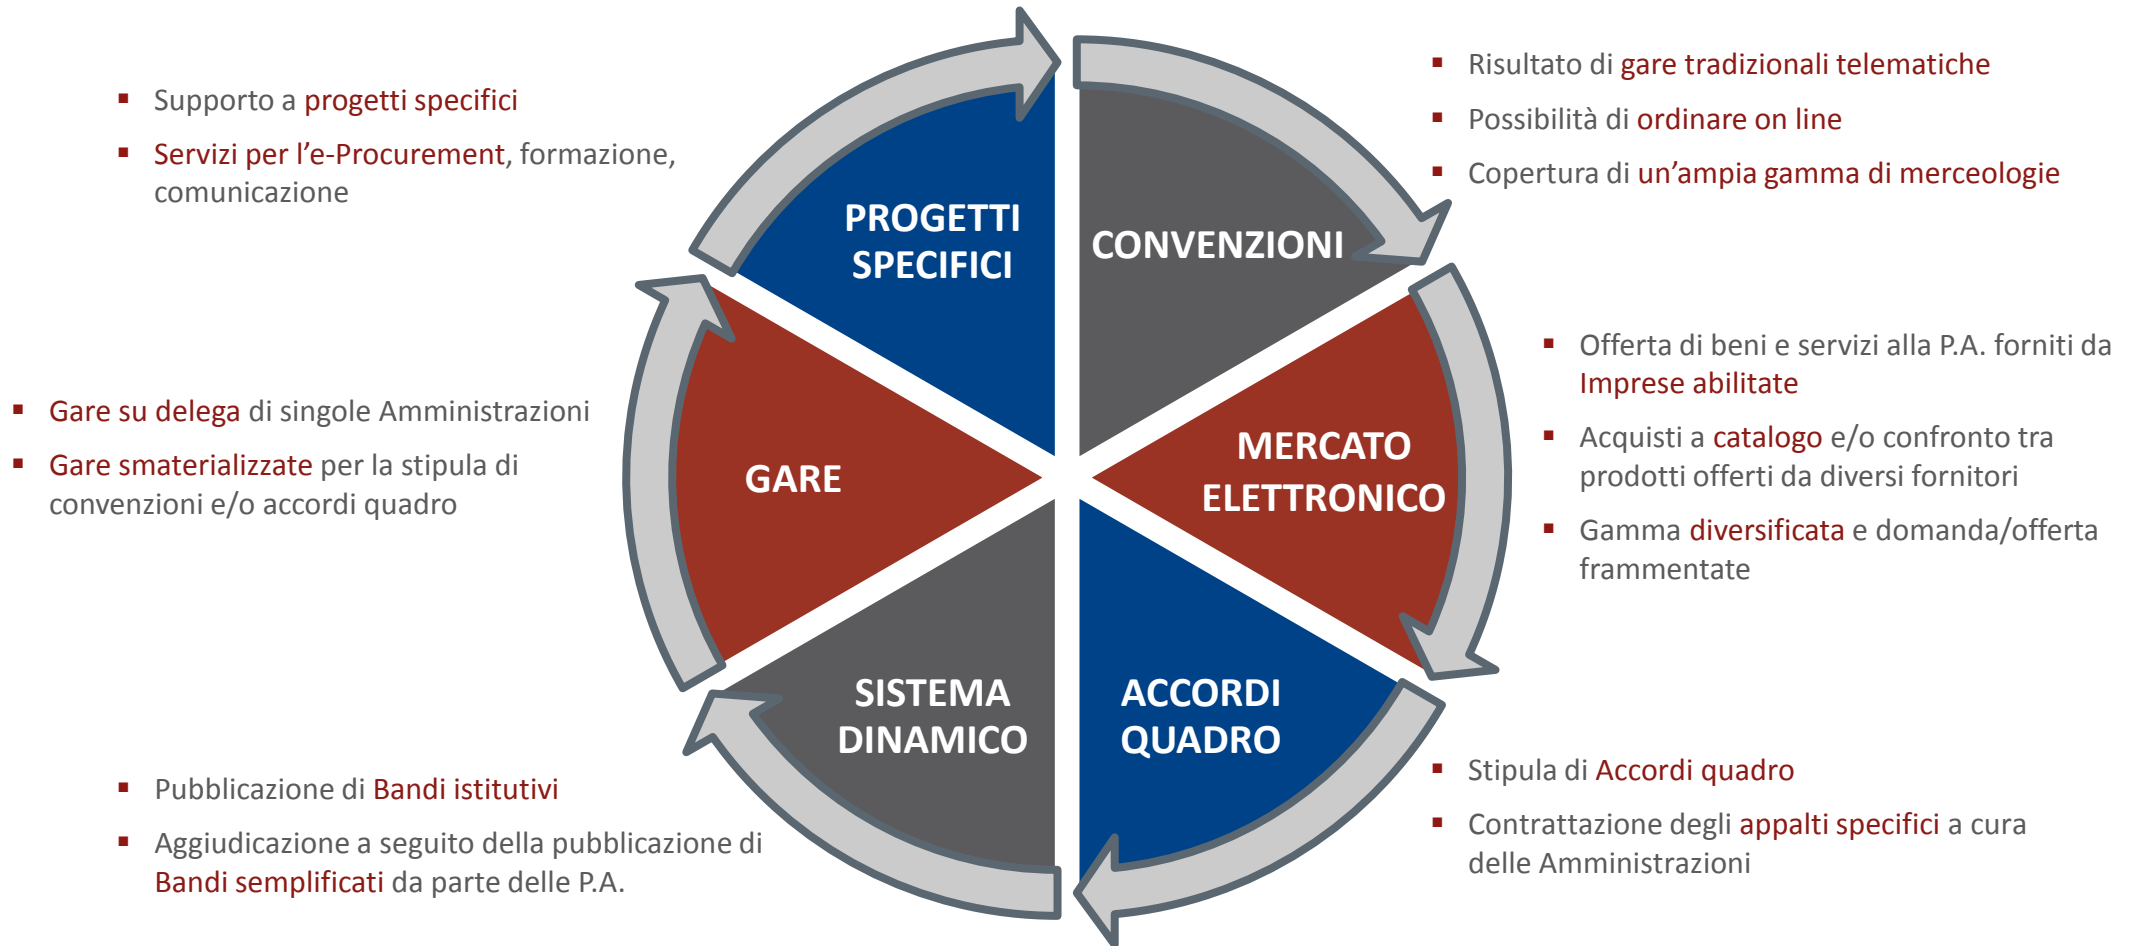 Supporto a progetti specifici
Servizi per l’e-Procurement, formazione,
comunicazione
Gare su delega di singole Amministrazioni
Gare smaterializzate per la stipula di
convenzioni e/o accordi quadro
Pubblicazione di Bandi istitutivi
Aggiudicazione a seguito della pubblicazione di
Bandi semplificati da parte delle P.A.
PROGETTI
SPECIFICI
CONVENZIONI
GARE
MERCATO
ELETTRONICO
SISTEMA
DINAMICO
ACCORDI
QUADRO
Risultato di gare tradizionali telematiche
Possibilità di ordinare on line
Copertura di un’ampia gamma di merceologie
Offerta di beni e servizi alla P.A. forniti da
Imprese abilitate
Acquisti a catalogo e/o confronto tra
prodotti offerti da diversi fornitori
Gamma diversificata e domanda/offerta
frammentate
Stipula di Accordi quadro
Contrattazione degli appalti specifici a cura
delle Amministrazioni